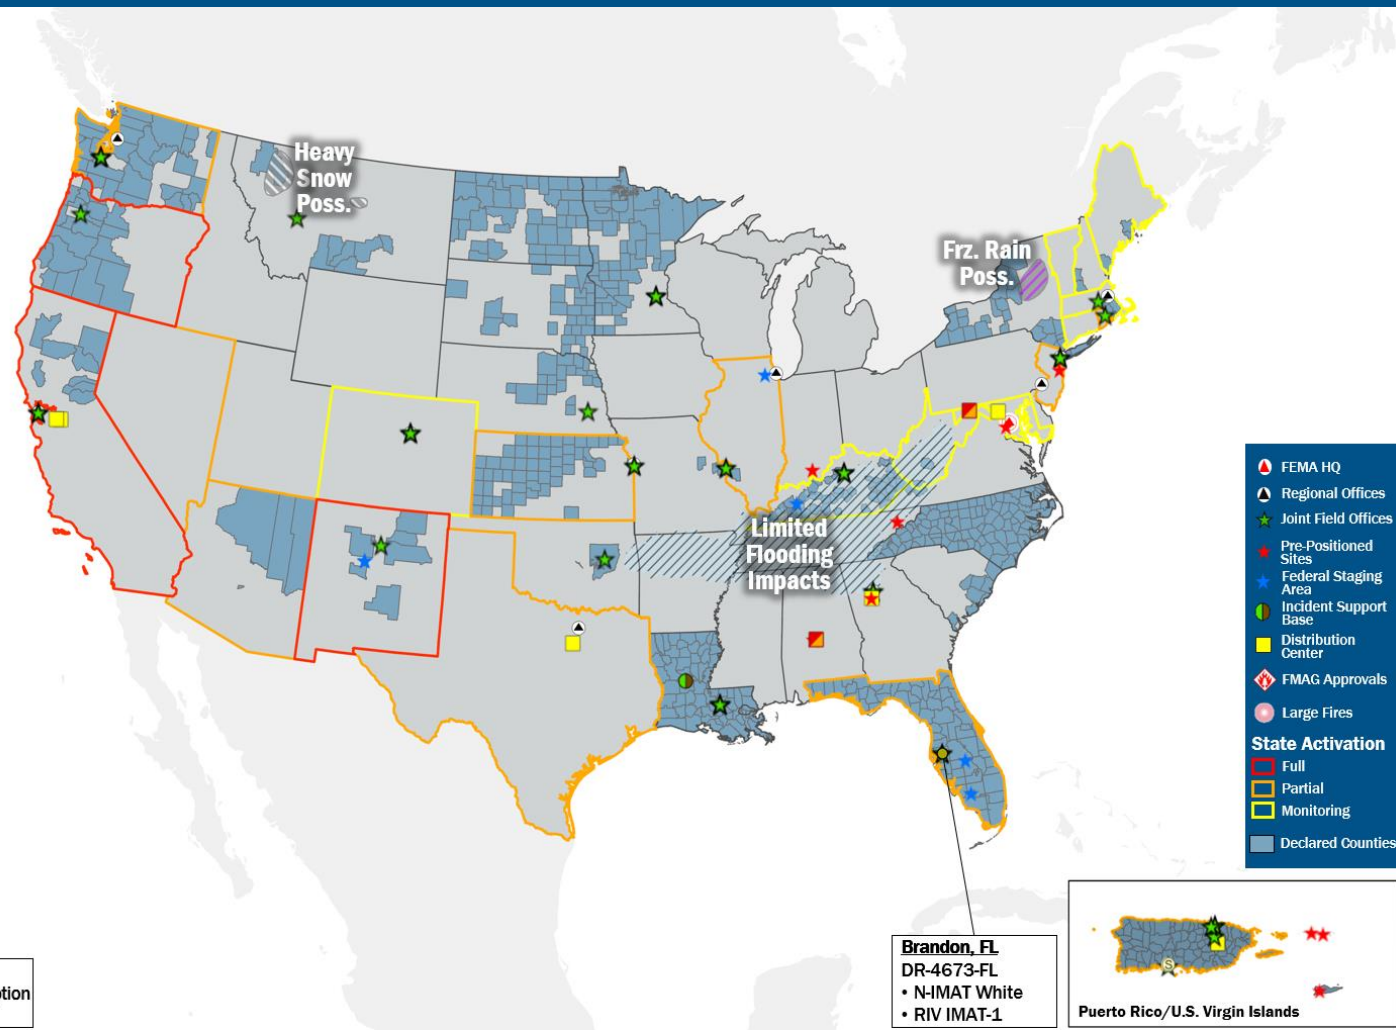 Heavy
Snow
Poss.
Frz. Rain
Poss.
Limited
Flooding
Impacts
FEMA HQ
Regional Offices
Joint Field Offices
Pre-Positioned
Sites
Federal Staging
Area
Incident Support
Base
Distribution
Center
FMAG Approvals
Large Fires
State Activation
Full
Partial
Monitoring
Declared Counties
Brandon, FL
DR-4673-FL
• N-IMAT White
• RIV IMAT-1
S
Puerto Rico/U.S. Virgin Islands